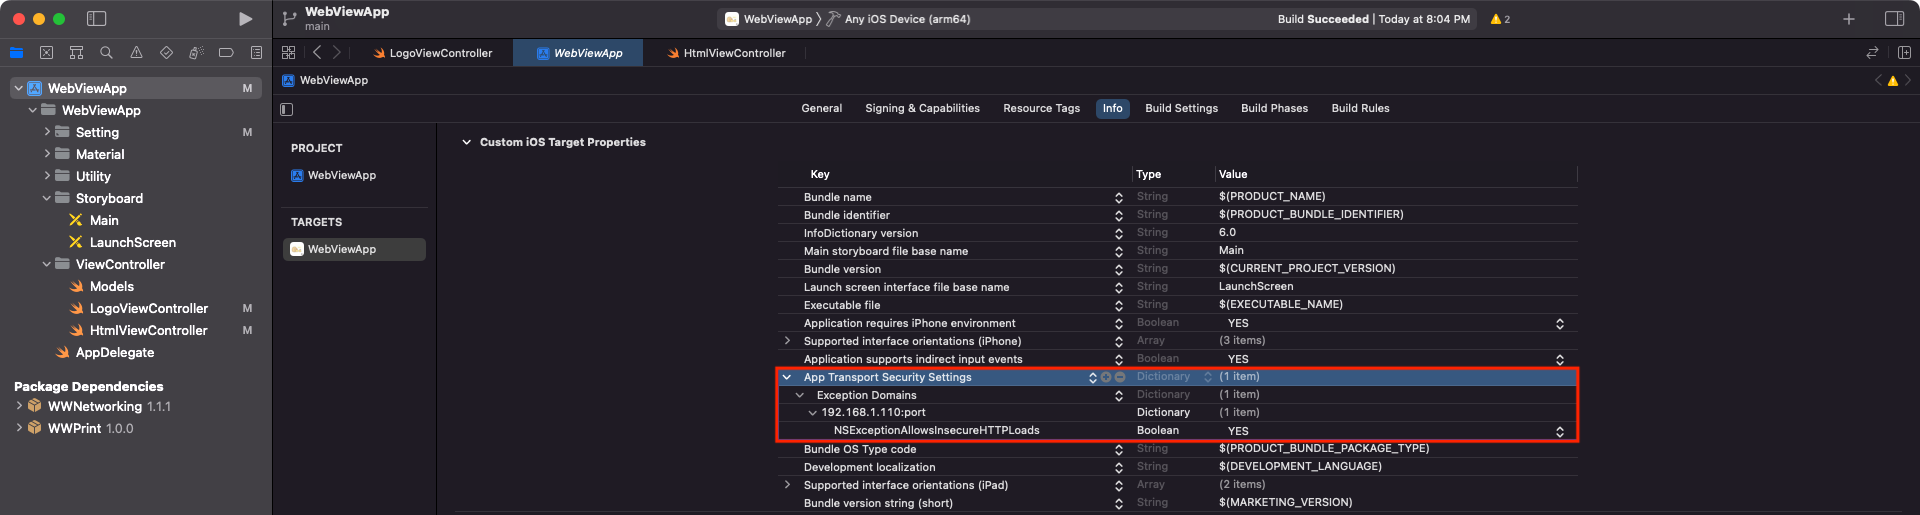 WebViewApp
main
WebViewApp
Any iOS Device (arm64)
Build Succeeded | Today at 8:04 PM
2
LogoViewController
WebViewApp
HtmlViewController
WebViewApp
WebViewApp M
WebViewApp
Setting M
Material
Utility
Storyboard
Main
LaunchScreen
ViewController
Models
LogoViewController M
HtmlViewController M
AppDelegate
Package Dependencies
WWNetworking 1.1.1
WWPrint 1.0.0
PROJECT
WebViewApp
TARGETS
WebViewApp
General Signing & Capabilities Resource Tags Info Build Settings Build Phases Build Rules
Custom iOS Target Properties
Key Type Value
Bundle name String $(PRODUCT_NAME)
Bundle identifier String $(PRODUCT_BUNDLE_IDENTIFIER)
InfoDictionary version String 6.0
Main storyboard file base name String Main
Bundle version String $(CURRENT_PROJECT_VERSION)
Launch screen interface file base name String LaunchScreen
Executable file String $(EXECUTABLE_NAME)
Application requires iPhone environment Boolean YES
Supported interface orientations (iPhone) Array (3 items)
Application supports indirect input events Boolean YES
App Transport Security Settings Dictionary (1 item)
Exception Domains Dictionary (1 item)
192.168.1.110:port Dictionary (1 item)
NSExceptionAllowsInsecureHTTPLoads Boolean YES
Bundle OS Type code String $(PRODUCT_BUNDLE_PACKAGE_TYPE)
Development localization String $(DEVELOPMENT_LANGUAGE)
Supported interface orientations (iPad) Array (2 items)
Bundle version string (short) String $(MARKETING_VERSION)